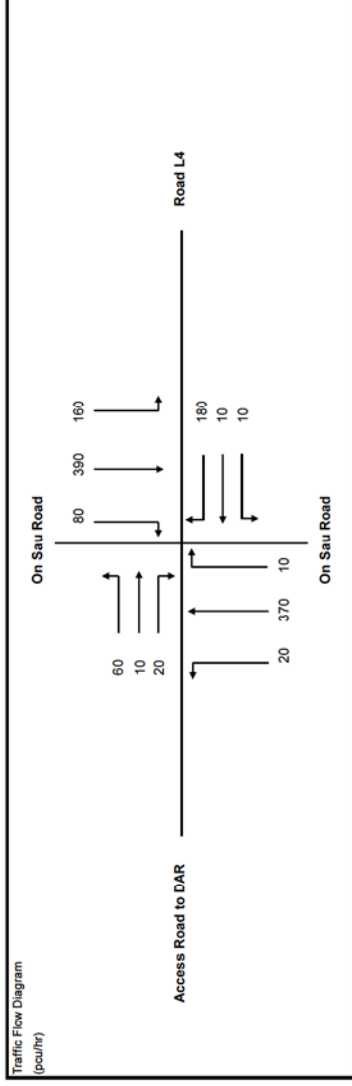 Traffic Flow Diagram
(pcu/hr)
On Sau Road
80 390 160
60
10
20
Access Road to DAR
Road L4
180
10
10
20 370 10
On Sau Road